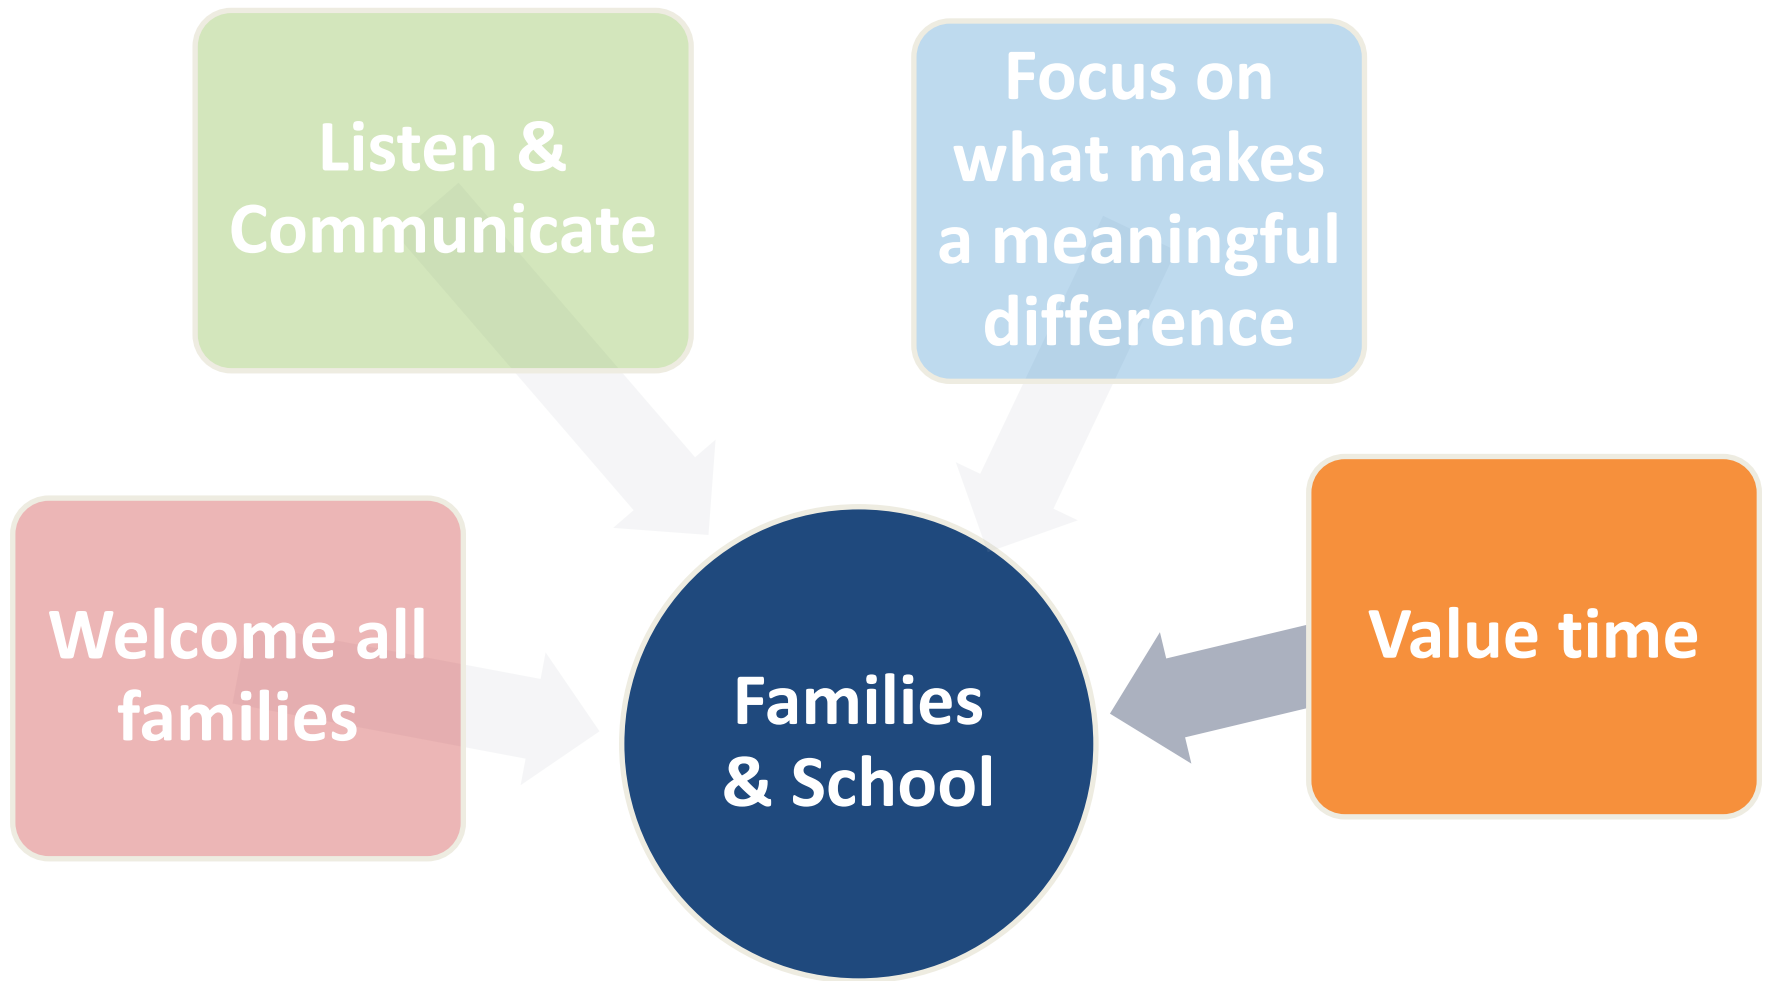 Listen &
Communicate
Focus on
what makes
a meaningful
difference
Welcome all
families
Families
& School
Value time